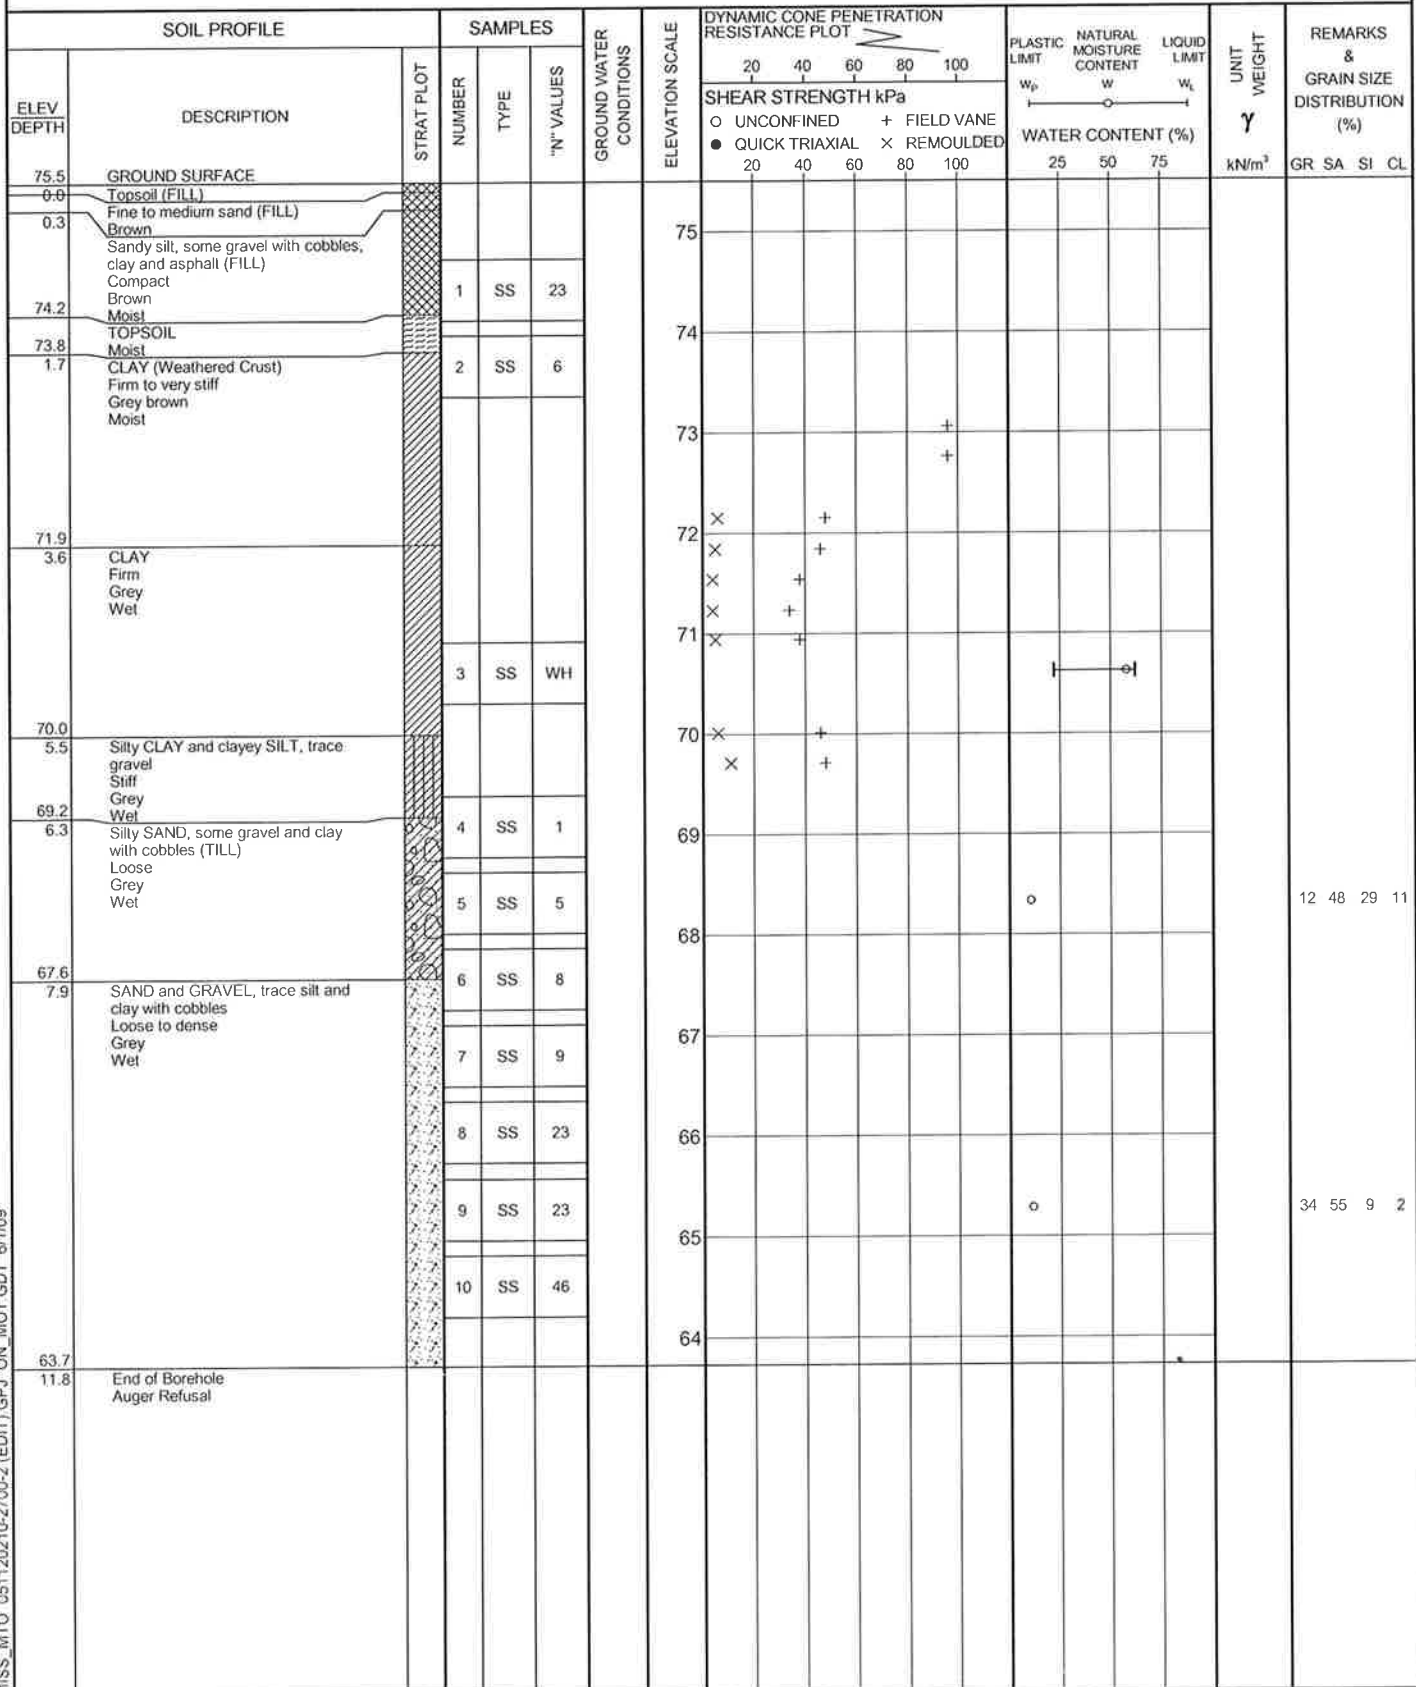 SOIL PROFILE
SAMPLES
GROUND WATER
CONDITIONS
ELEVATION SCALE
DYNAMIC CONE PENETRATION
RESISTANCE PLOT
20 40 60 80 100
SHEAR STRENGTH kPa
○ UNCONFINED + FIELD VANE
● QUICK TRIAXIAL × REMOULDED
20 40 60 80 100
PLASTIC
LIMIT
NATURAL
MOISTURE
CONTENT
LIQUID
LIMIT
Wp W WL
WATER CONTENT (%)
25 50 75
UNIT
WEIGHT
γ
kN/m³
REMARKS
&
GRAIN SIZE
DISTRIBUTION
(%)
GR SA SI CL
ELEV
DEPTH
DESCRIPTION
STRAT PLOT
NUMBER
TYPE
"N" VALUES
75.5 GROUND SURFACE
0.0 Topsoil (FILL)
Fine to medium sand (FILL)
0.3 Brown
Sandy silt, some gravel with cobbles,
clay and asphalt (FILL)
Compact
Brown
74.2 Moist
1 SS 23
TOPSOIL
73.8 Moist
1.7 CLAY (Weathered Crust)
Firm to very stiff
Grey brown
Moist
2 SS 6
71.9
3.6 CLAY
Firm
Grey
Wet
3 SS WH
70.0
5.5 Silty CLAY and clayey SILT, trace
gravel
Stiff
Grey
69.2 Wet
6.3 Silty SAND, some gravel and clay
with cobbles (TILL)
Loose
Grey
Wet
4 SS 1
5 SS 5
12 48 29 11
67.6
6 SS 8
7.9 SAND and GRAVEL, trace silt and
clay with cobbles
Loose to dense
Grey
Wet
7 SS 9
8 SS 23
9 SS 23
34 55 9 2
10 SS 46
63.7
11.8 End of Borehole
Auger Refusal
75
74
73
72
71
70
69
68
67
66
65
64